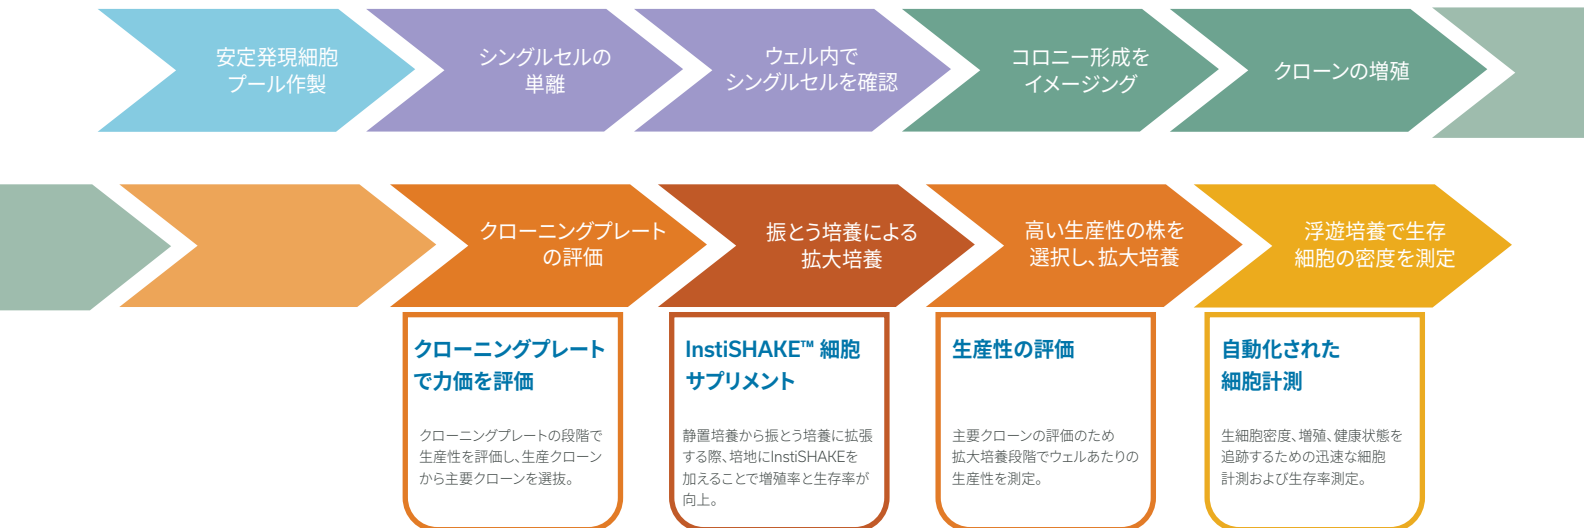 安定発現細胞
プール作製
シングルセルの
単離
ウェル内で
シングルセルを確認
コロニー形成を
イメージング
クローンの増殖
クローニングプレート
の評価
振とう培養による
拡大培養
高い生産性の株を
選択し、拡大培養
浮遊培養で生存
細胞の密度を測定
クローニングプレート
で力価を評価
クローニングプレートの段階で
生産性を評価し、生産クローン
から主要クローンを選抜。
InstiSHAKE™ 細胞
サプリメント
静置培養から振とう培養に拡張
する際、培地にInstiSHAKEを
加えることで増殖率と生存率が
向上。
生産性の評価
主要クローンの評価のため
拡大培養段階でウェルあたりの
生産性を測定。
自動化された
細胞計測
生細胞密度、増殖、健康状態を
追跡するための迅速な細胞
計測および生存率測定。